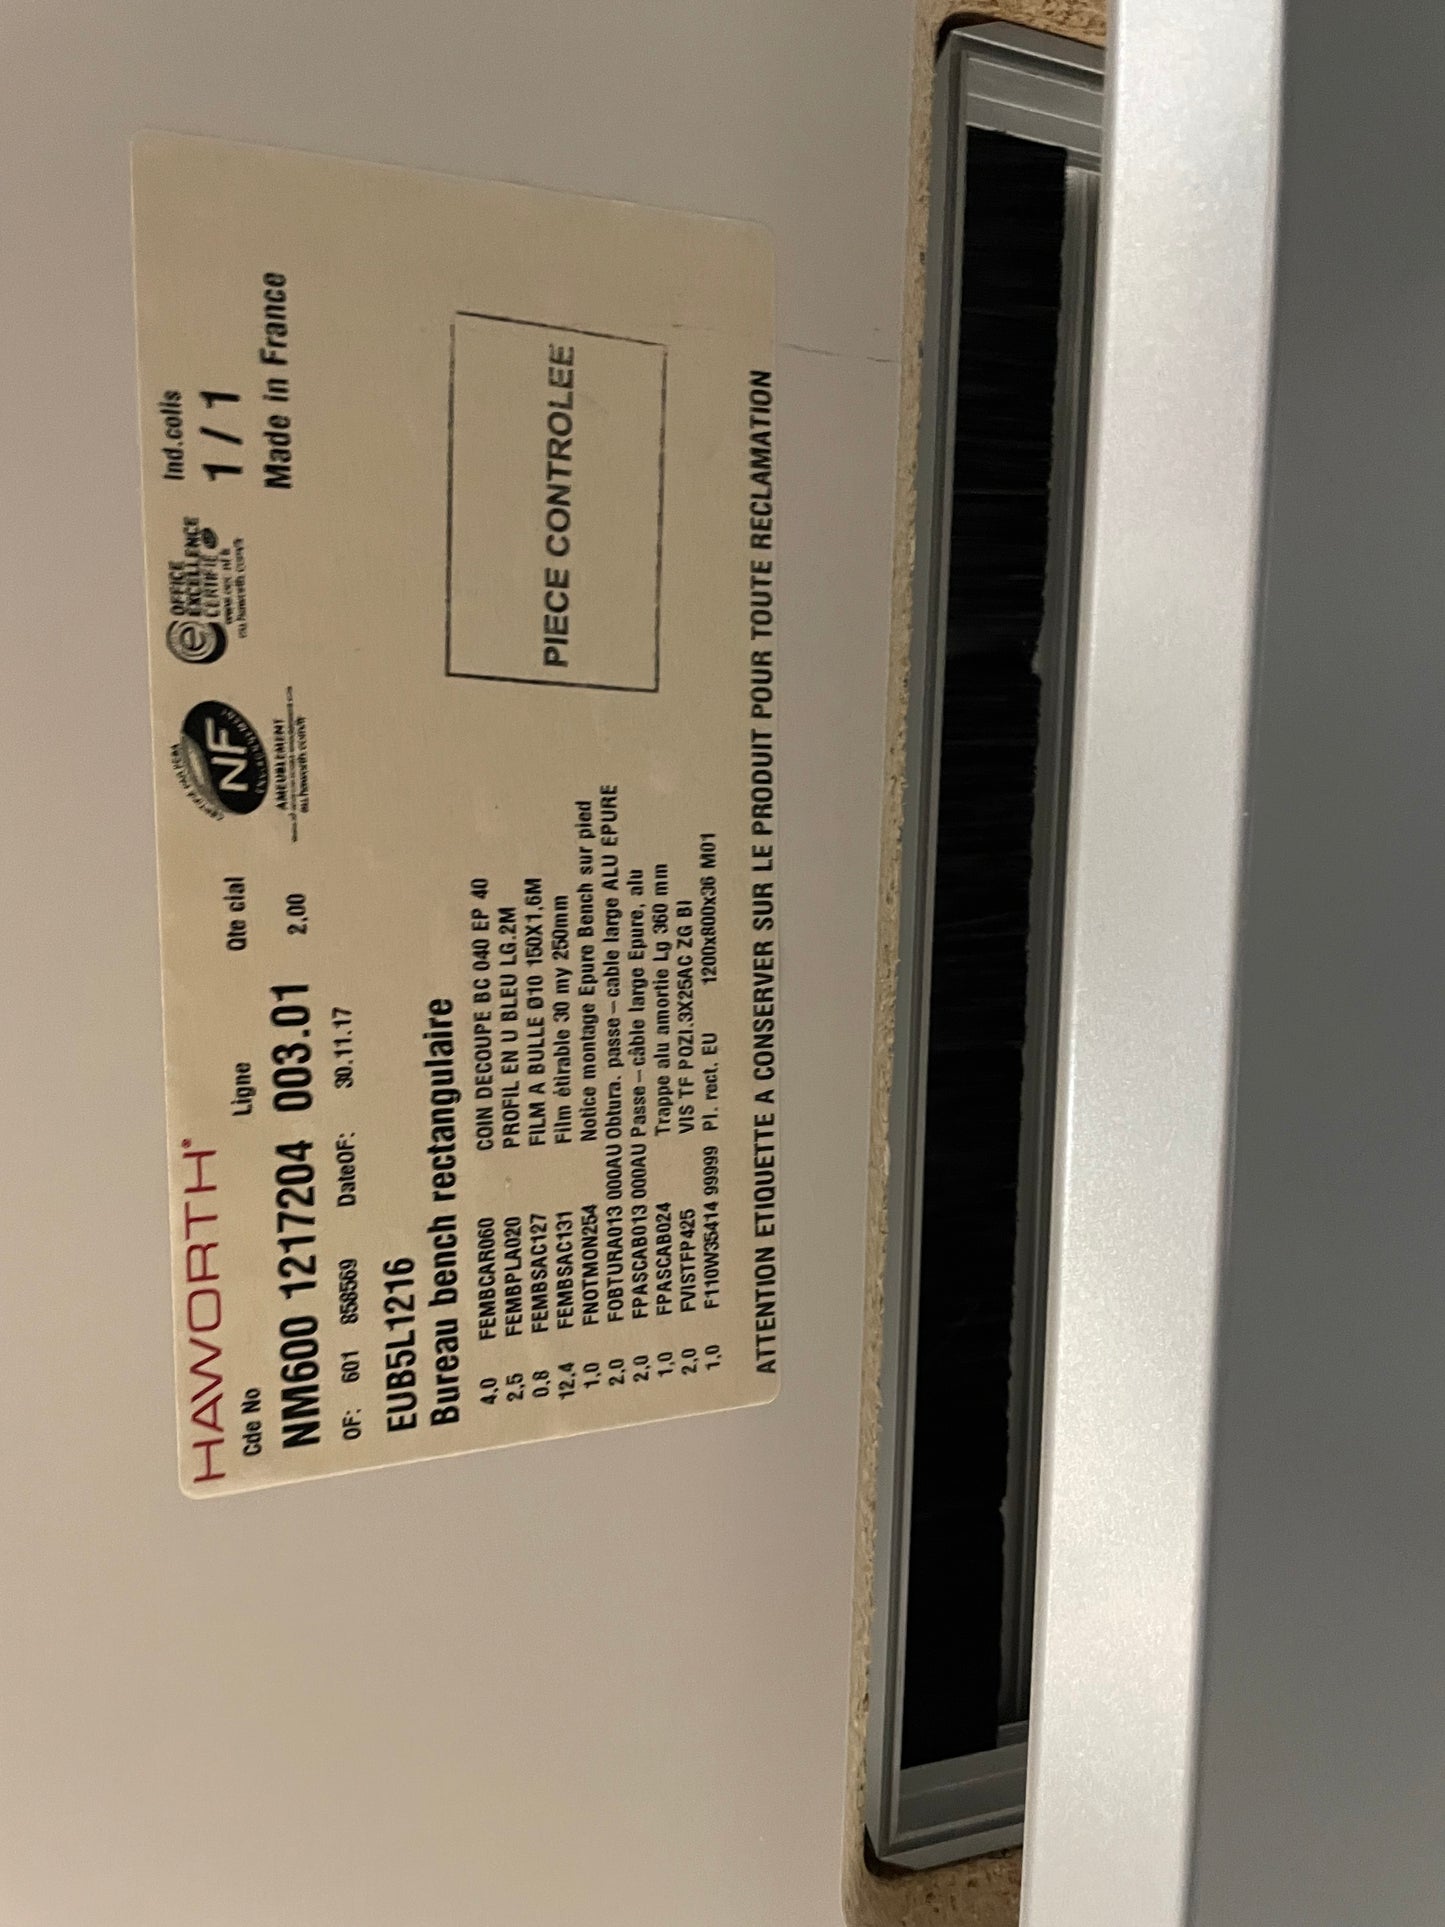 HAWORTH®
Cde No Ligne Qte cial
NM600 1217204 003.01 2,00
OF: 601 858569 DateOF: 30.11.17
NF
AMEUBLEMENT
OFFICE
EXCELLENCE
CERTIFIED
Ind.colis
1 / 1
Made in France
EUB5L1216
Bureau bench rectangulaire
4,0 FEMBCAR060 COIN DECOUPE BC 040 EP 40
2,5 FEMBPLA020 PROFIL EN U BLEU LG.2M
0,8 FEMBSAC127 FILM A BULLE Ø10 150X1,6M
12,4 FEMBSAC131 Film étirable 30 my 250mm
1,0 FNOTMON254 Notice montage Epure Bench sur pied
2,0 FOBTURA013 000AU Obtura. passe-cable large ALU EPURE
2,0 FPASCAB013 000AU Passe-câble large Epure, alu
1,0 FPASCAB024 Trappe alu amortie Lg 360 mm
2,0 FVISTFP425 VIS TF POZI.3X25AC ZG BI
1,0 F110W35414 99999 Pl. rect. EU 1200x800x36 M01
PIECE CONTROLEE
ATTENTION ETIQUETTE A CONSERVER SUR LE PRODUIT POUR TOUTE RECLAMATION